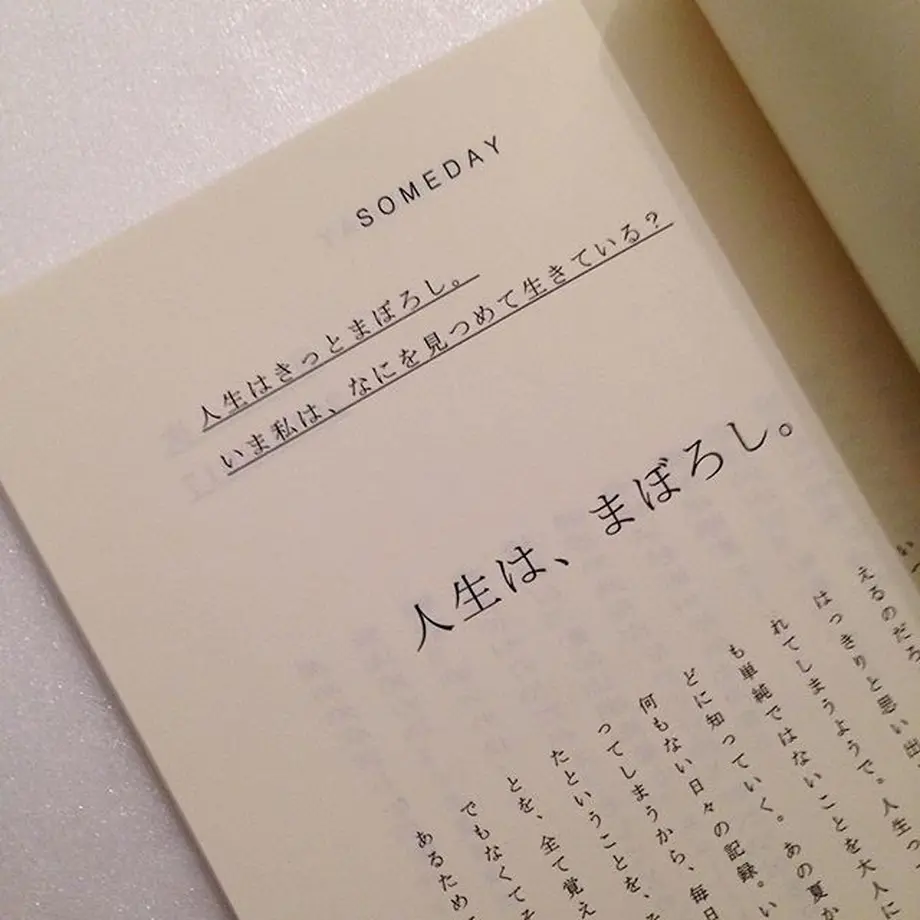 SOMEDAY
人生はきっとまぼろし。
いま私は、なにを見つめて生きている？
人生は、まぼろし。
えるのだろ
はっきりと思い出
れてしまうようで。人生っ
も単純ではないことを大人に
どに知っていく。あの夏か
何もない日々の記録。い
ってしまうから、毎日
たということを、そ
とを、全て覚え
でもなくてそ
あるため